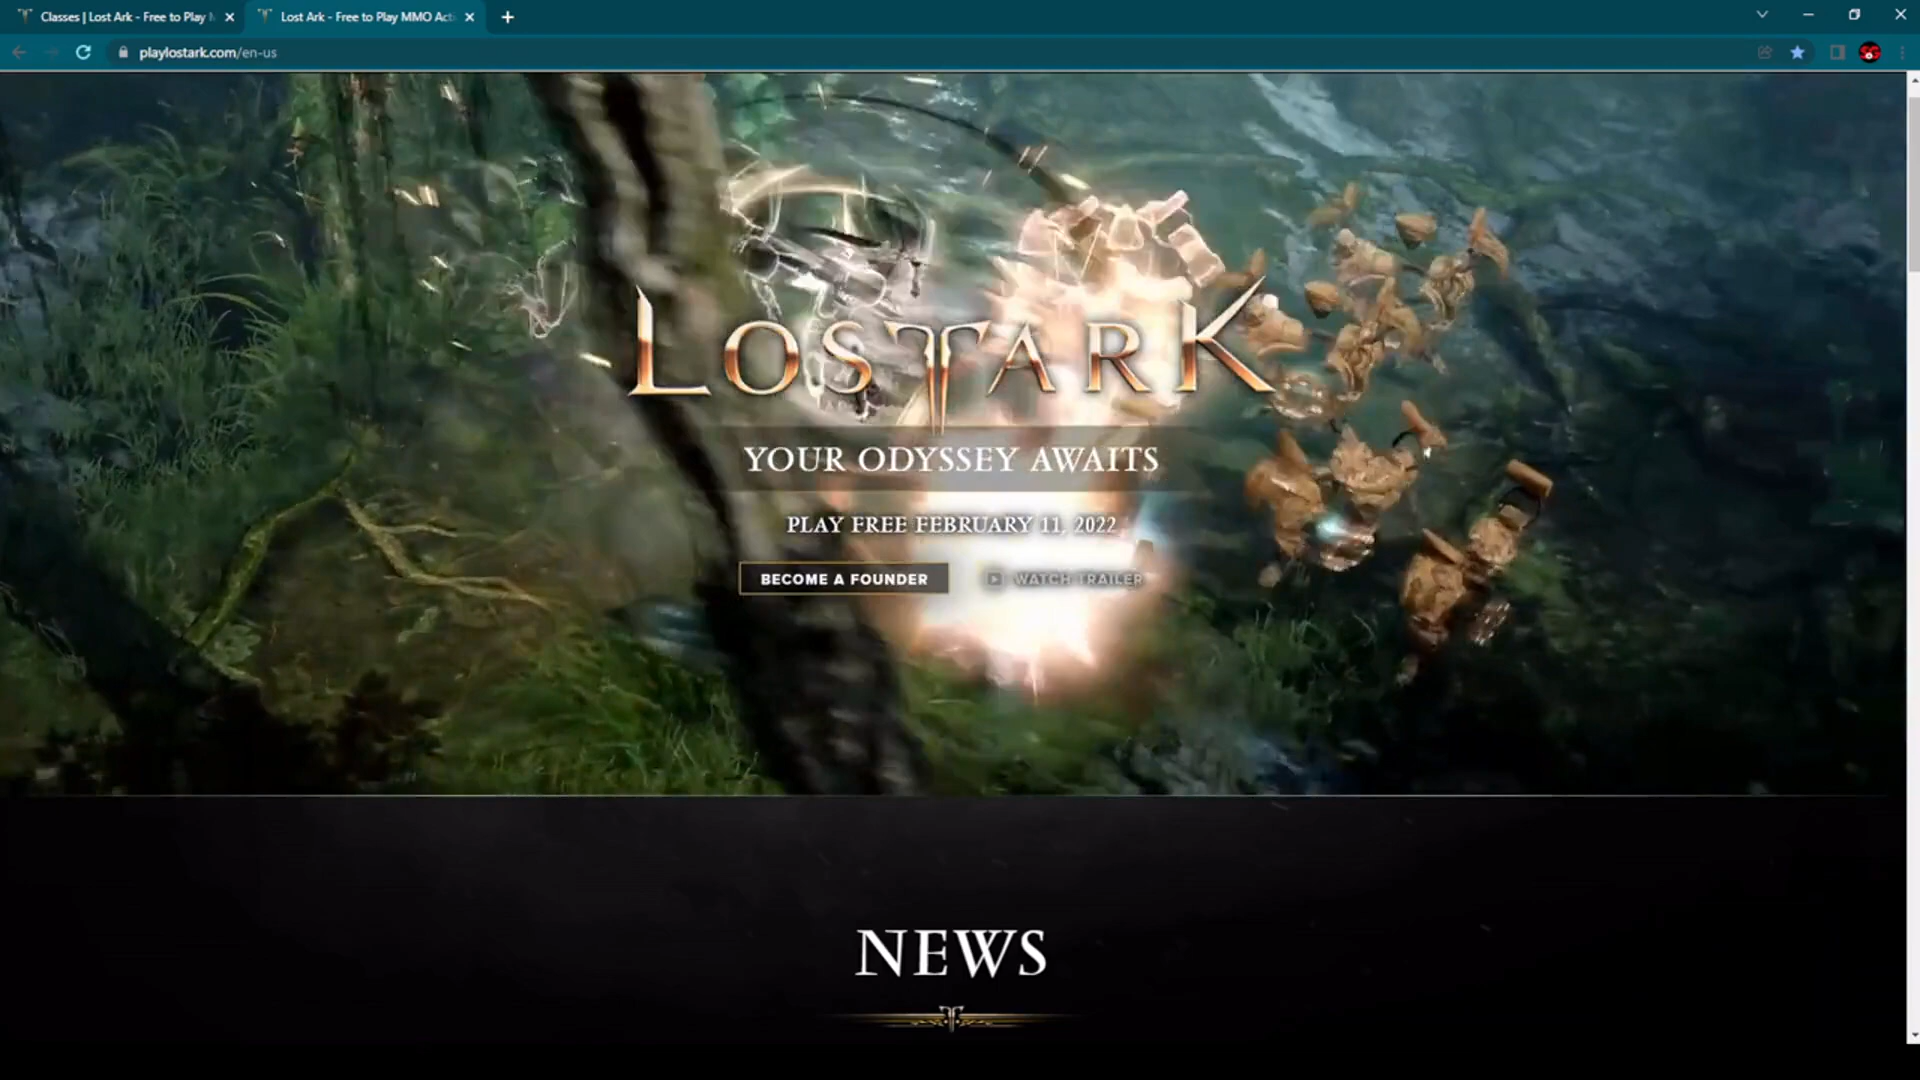 Classes | Lost Ark - Free to Play
Lost Ark - Free to Play MMO Acti
playlostark.com/en-us
LOST ARK
YOUR ODYSSEY AWAITS
PLAY FREE FEBRUARY 11, 2022
BECOME A FOUNDER
WATCH TRAILER
NEWS